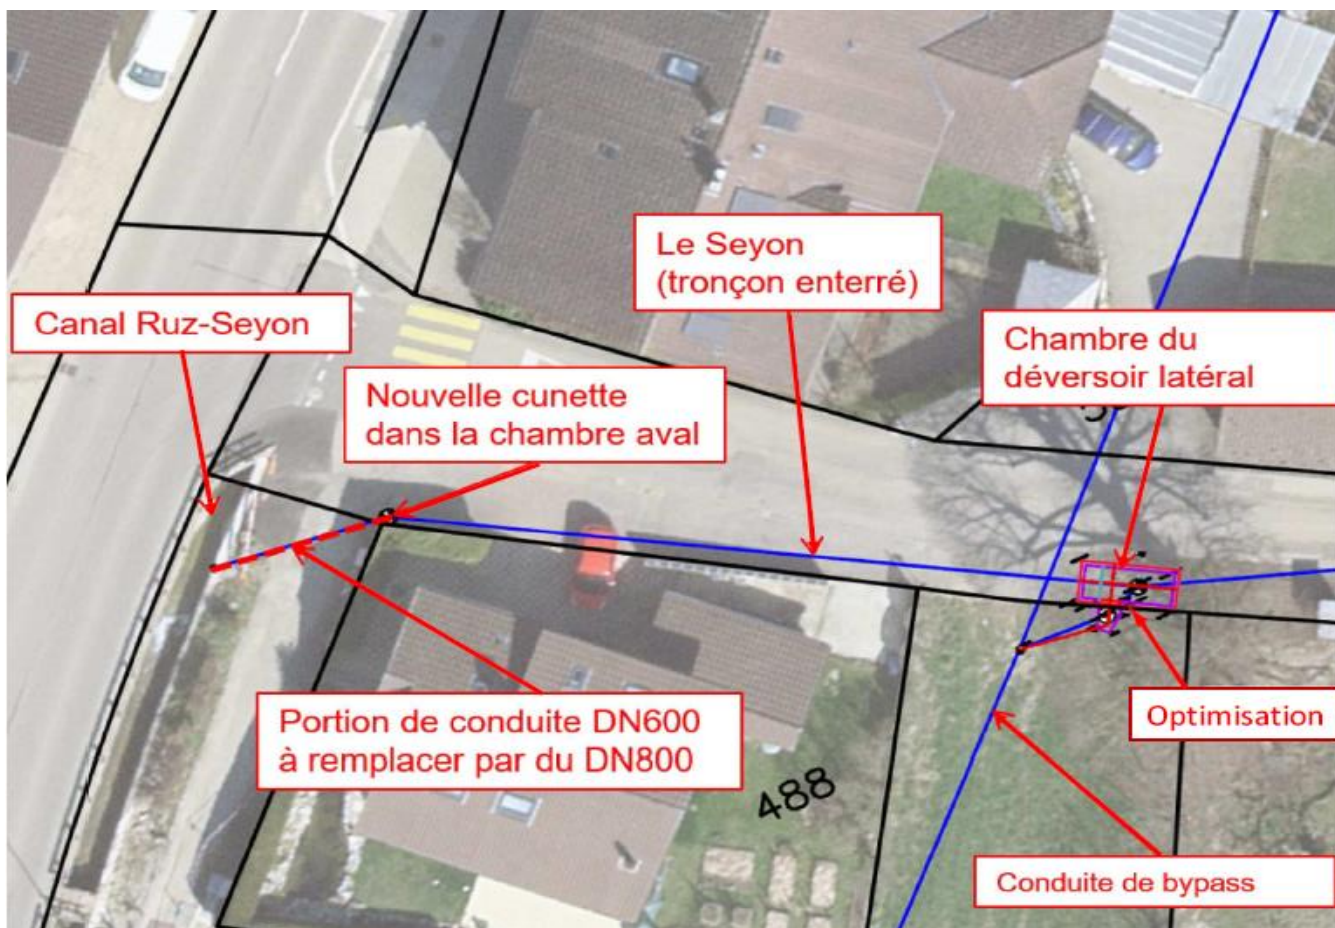 Le Seyon
(tronçon enterré)
Canal Ruz-Seyon
Chambre du
déversoir latéral
Nouvelle cunette
dans la chambre aval
Portion de conduite DN600
à remplacer par du DN800
Optimisation
488
Conduite de bypass